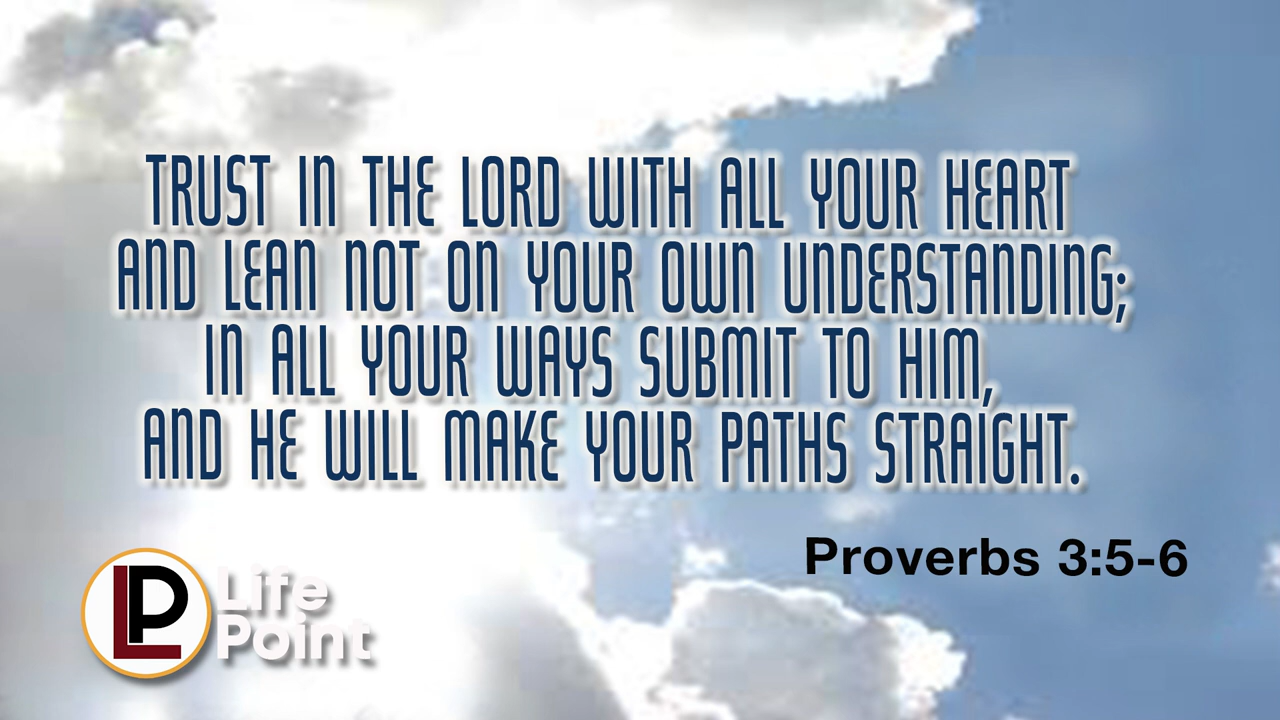 TRUST IN THE LORD WITH ALL YOUR HEART
AND LEAN NOT ON YOUR OWN UNDERSTANDING;
IN ALL YOUR WAYS SUBMIT TO HIM,
AND HE WILL MAKE YOUR PATHS STRAIGHT.
Proverbs 3:5-6
LP
Life
Point